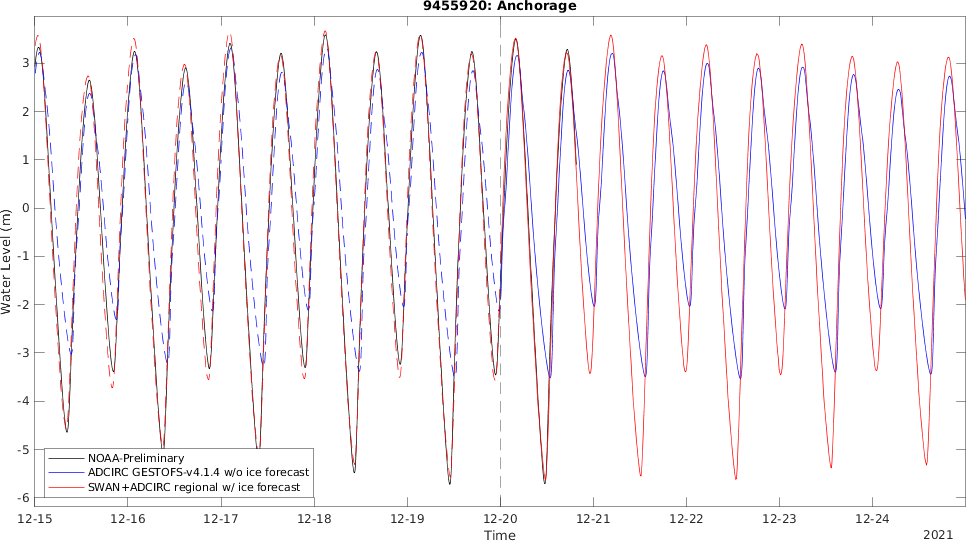 9455920: Anchorage
Water Level (m)
3
2
1
0
-1
-2
-3
-4
-5
-6
NOAA-Preliminary
ADCIRC GESTOFS-v4.1.4 w/o ice forecast
SWAN+ADCIRC regional w/ ice forecast
12-15 12-16 12-17 12-18 12-19 12-20 12-21 12-22 12-23 12-24
Time
2021